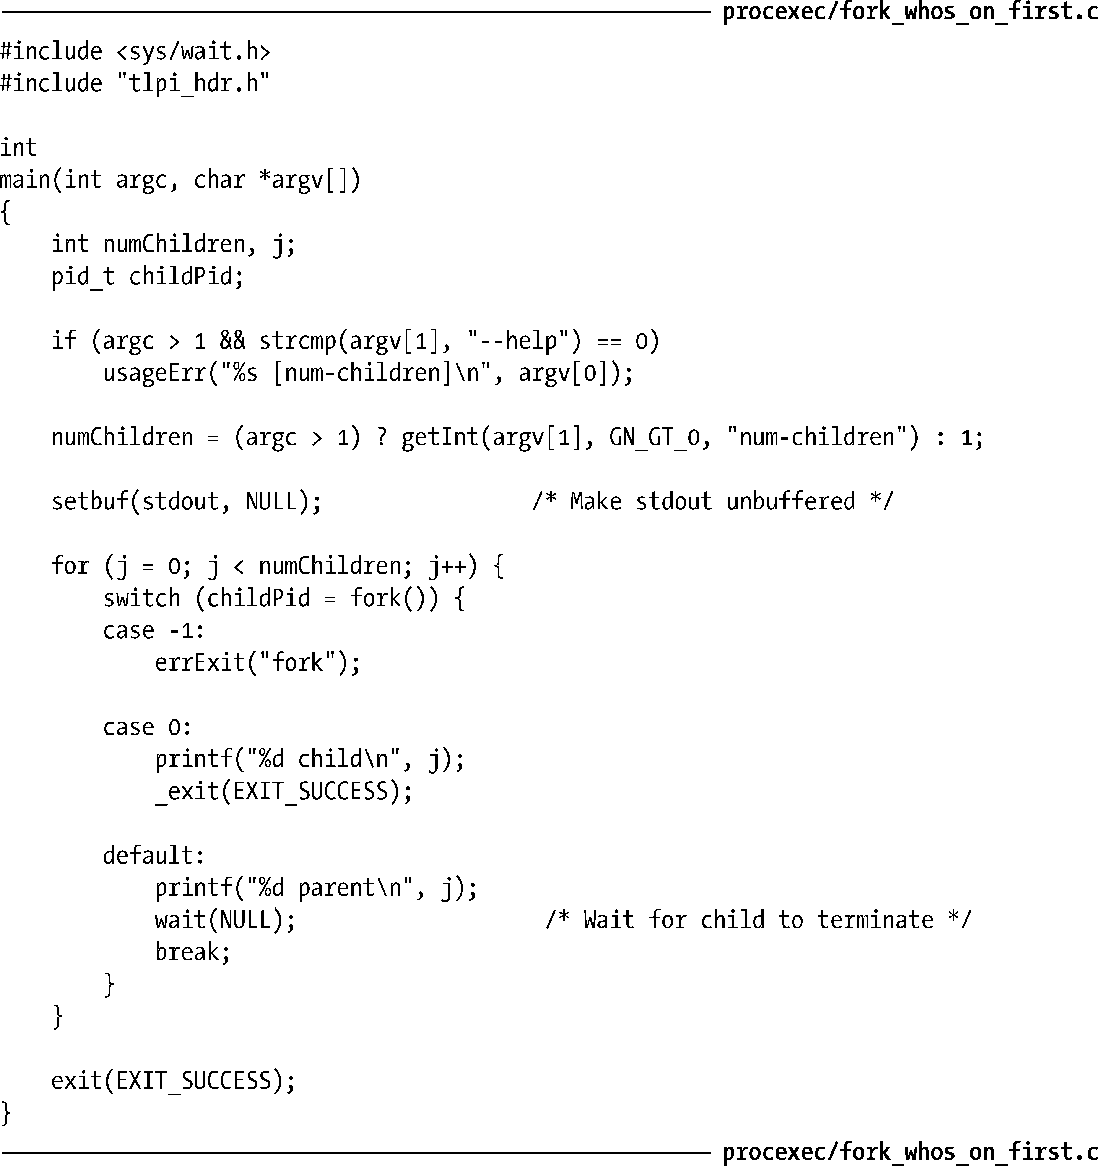 procexec/fork_whos_on_first.c
#include <sys/wait.h>
#include "tlpi_hdr.h"

int
main(int argc, char *argv[])
{
    int numChildren, j;
    pid_t childPid;

    if (argc > 1 && strcmp(argv[1], "--help") == 0)
        usageErr("%s [num-children]\n", argv[0]);

    numChildren = (argc > 1) ? getInt(argv[1], GN_GT_0, "num-children") : 1;

    setbuf(stdout, NULL);                /* Make stdout unbuffered */

    for (j = 0; j < numChildren; j++) {
        switch (childPid = fork()) {
        case -1:
            errExit("fork");

        case 0:
            printf("%d child\n", j);
            _exit(EXIT_SUCCESS);

        default:
            printf("%d parent\n", j);
            wait(NULL);                   /* Wait for child to terminate */
            break;
        }
    }

    exit(EXIT_SUCCESS);
}
procexec/fork_whos_on_first.c